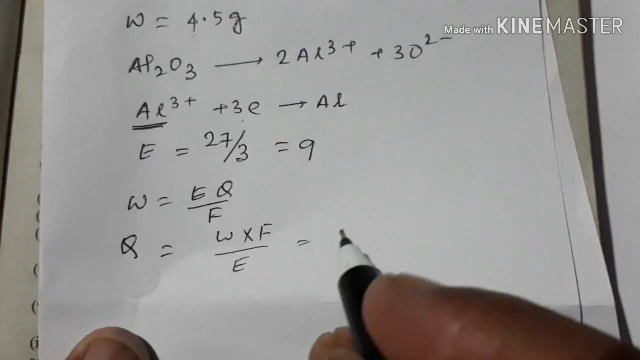 Made with KINEMASTER
W = 4.5g
Al2O3 → 2Al³⁺ + 3O²⁻
Al³⁺ + 3e → Al
E = 27/3 = 9
W = EQ/F
Q = W×F/E =